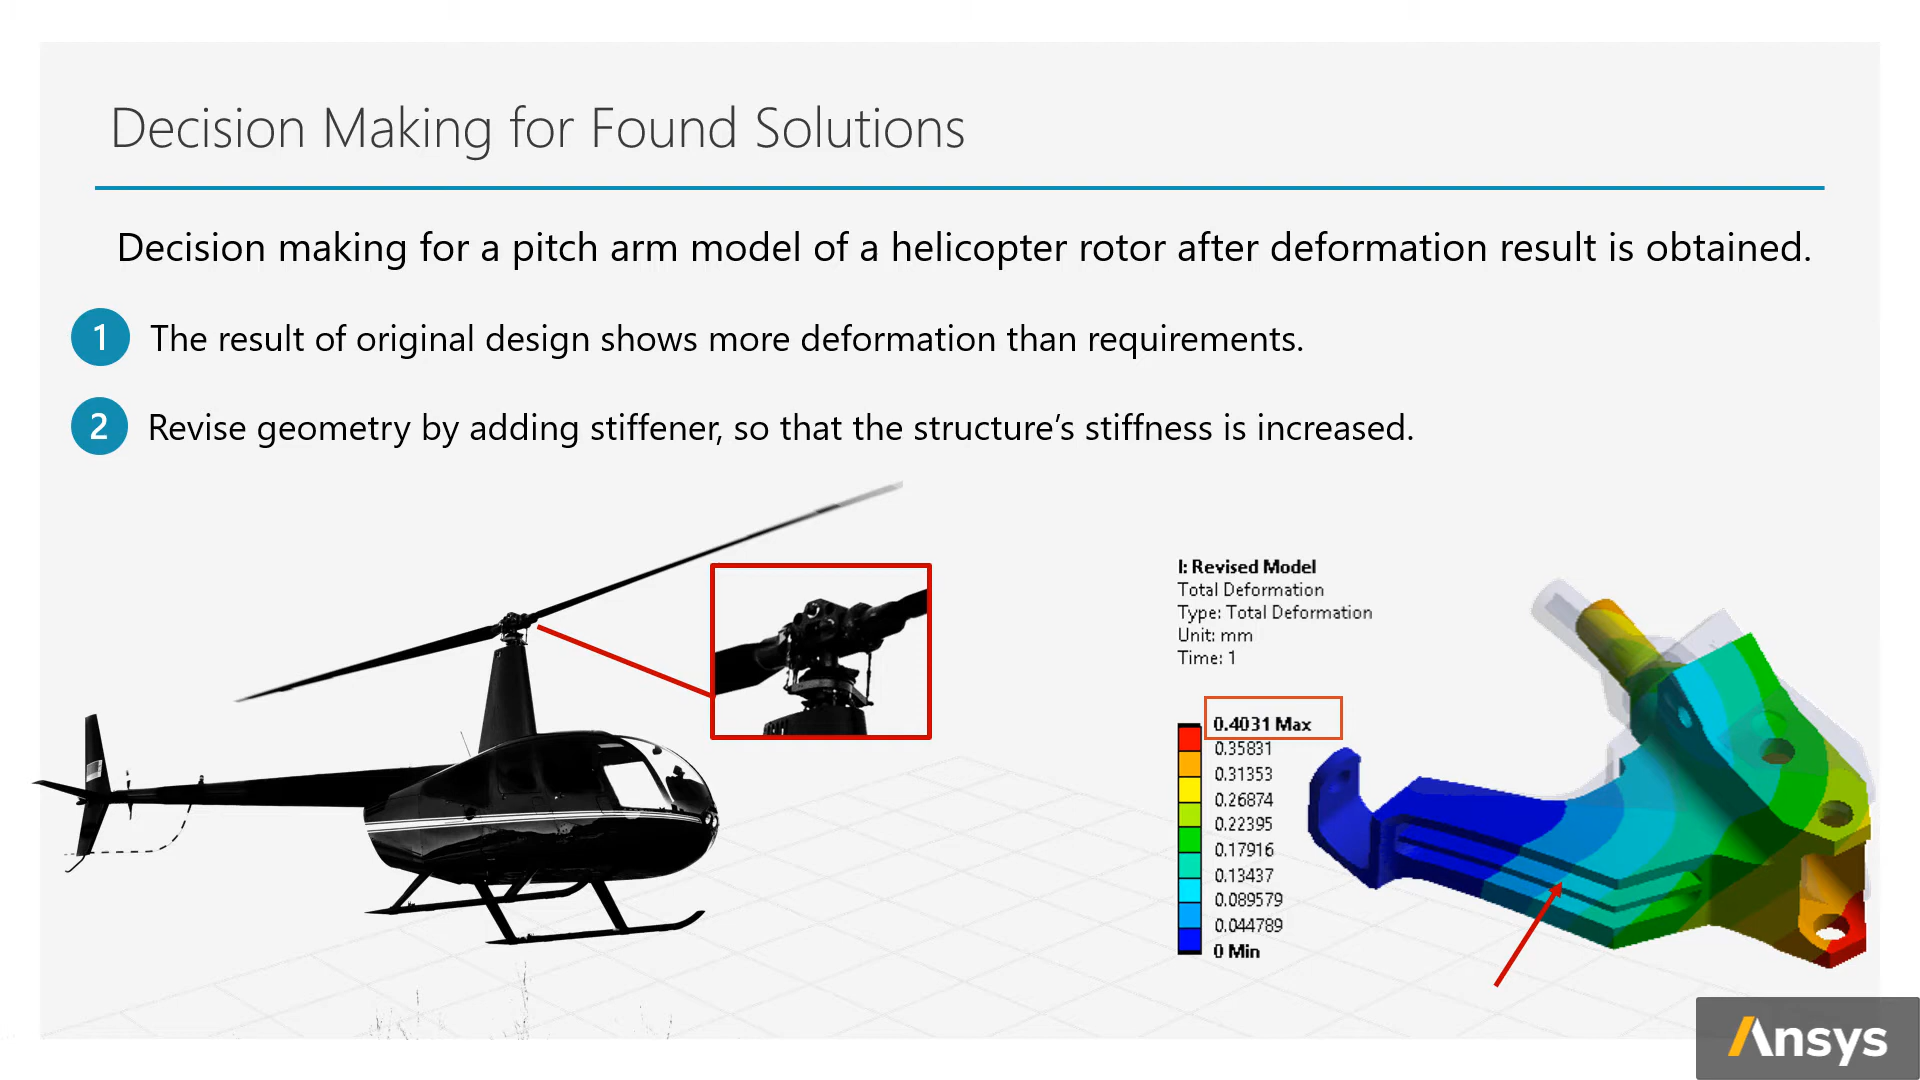 Decision Making for Found Solutions
Decision making for a pitch arm model of a helicopter rotor after deformation result is obtained.
1 The result of original design shows more deformation than requirements.
2 Revise geometry by adding stiffener, so that the structure’s stiffness is increased.
I: Revised Model
Total Deformation
Type: Total Deformation
Unit: mm
Time: 1
0.4031 Max
0.35831
0.31353
0.26874
0.22395
0.17916
0.13437
0.089579
0.044789
0 Min
Ansys